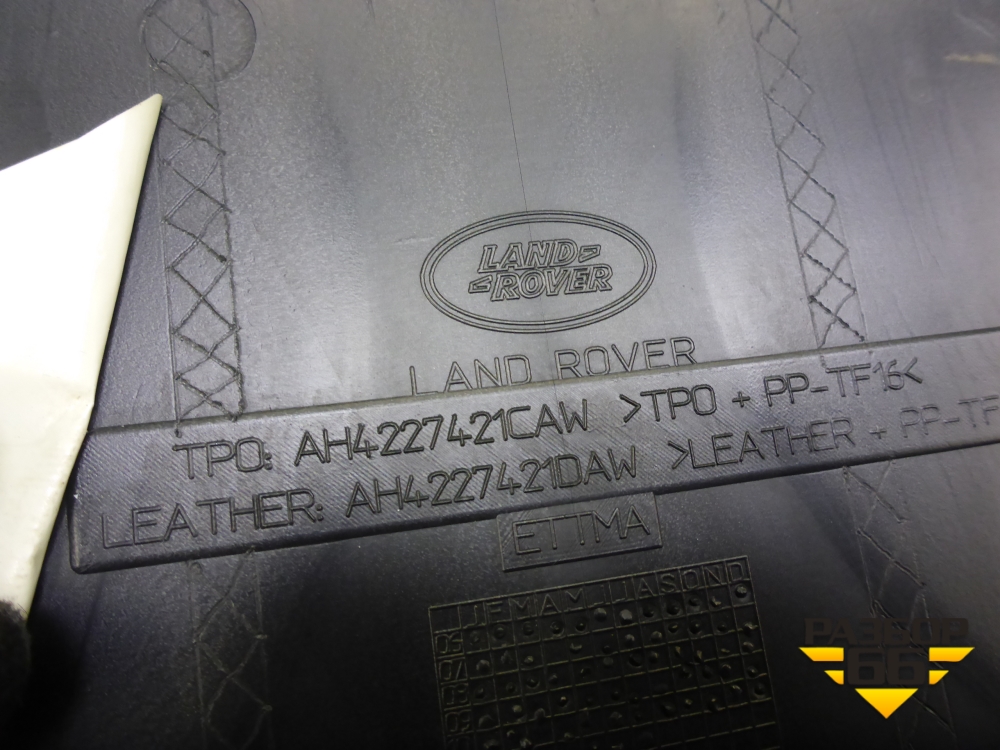 LAND
ROVER
LAND ROVER
TPO: AH4227421CAW >TPO + PP-TF16<
LEATHER: AH4227421DAW >LEATHER + PP-TF
ETTMA
РАЗБОР
66